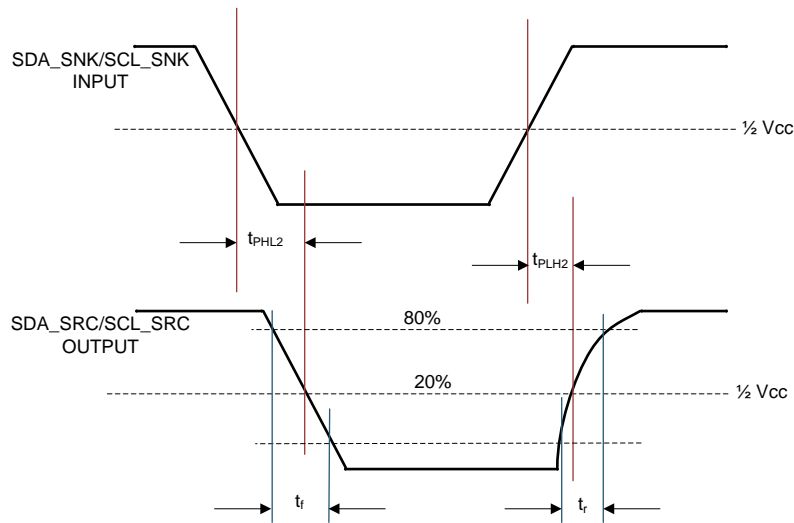 SDA_SNK/SCL_SNK
INPUT
½ Vcc
tPHL2
tPLH2
SDA_SRC/SCL_SRC
OUTPUT
80%
20%
½ Vcc
tf
tr